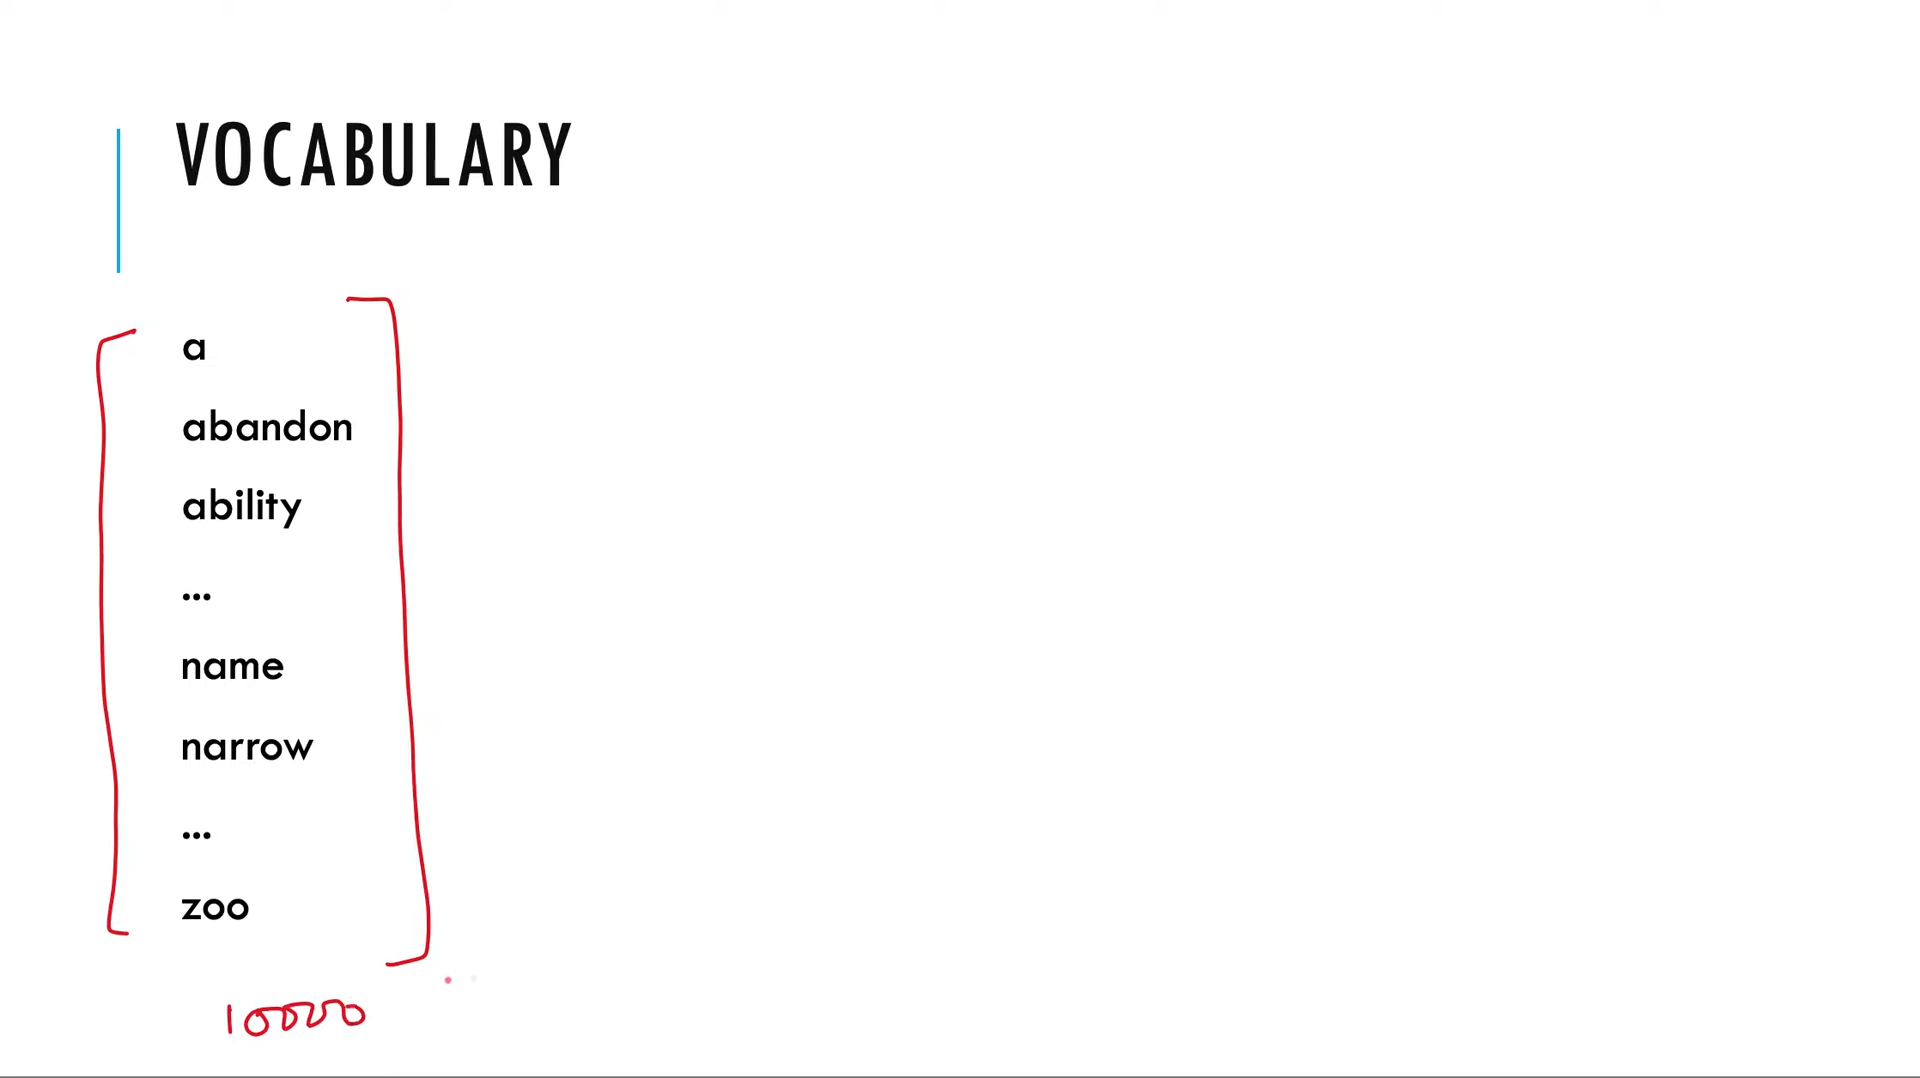 VOCABULARY
a
abandon
ability
...
name
narrow
...
zoo
10000